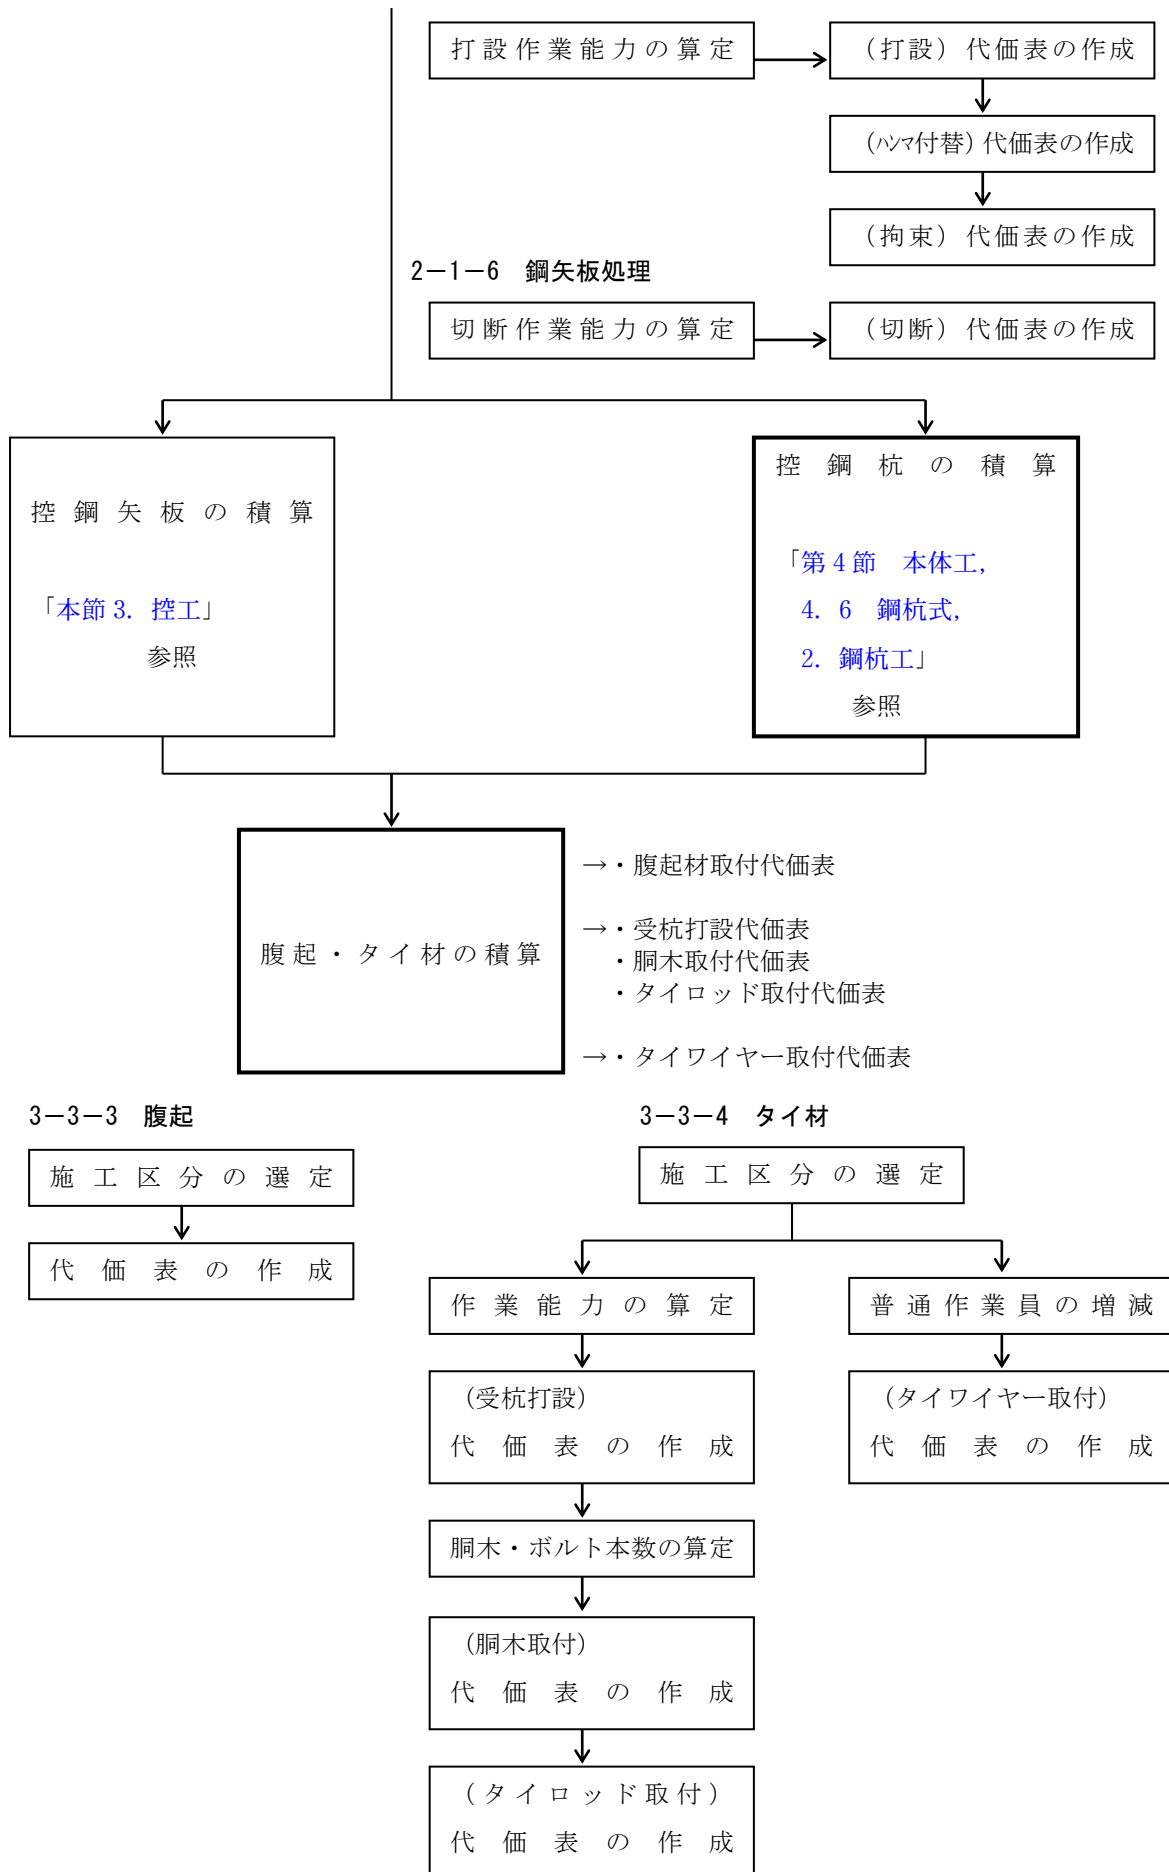 打設作業能力の算定
（打設）代価表の作成
（ﾊﾝﾏ付替）代価表の作成
（拘束）代価表の作成
2－1－6　鋼矢板処理
切断作業能力の算定
（切断）代価表の作成
控鋼矢板の積算
「本節3．控工」
参照
控鋼杭の積算
「第4節　本体工，
4．6　鋼杭式，
2．鋼杭工」
参照
腹起・タイ材の積算
→・腹起材取付代価表
→・受杭打設代価表
・胴木取付代価表
・タイロッド取付代価表
→・タイワイヤー取付代価表
3－3－3　腹起
施工区分の選定
代価表の作成
3－3－4　タイ材
施工区分の選定
作業能力の算定
（受杭打設）
代価表の作成
胴木・ボルト本数の算定
（胴木取付）
代価表の作成
（タイロッド取付）
代価表の作成
普通作業員の増減
（タイワイヤー取付）
代価表の作成